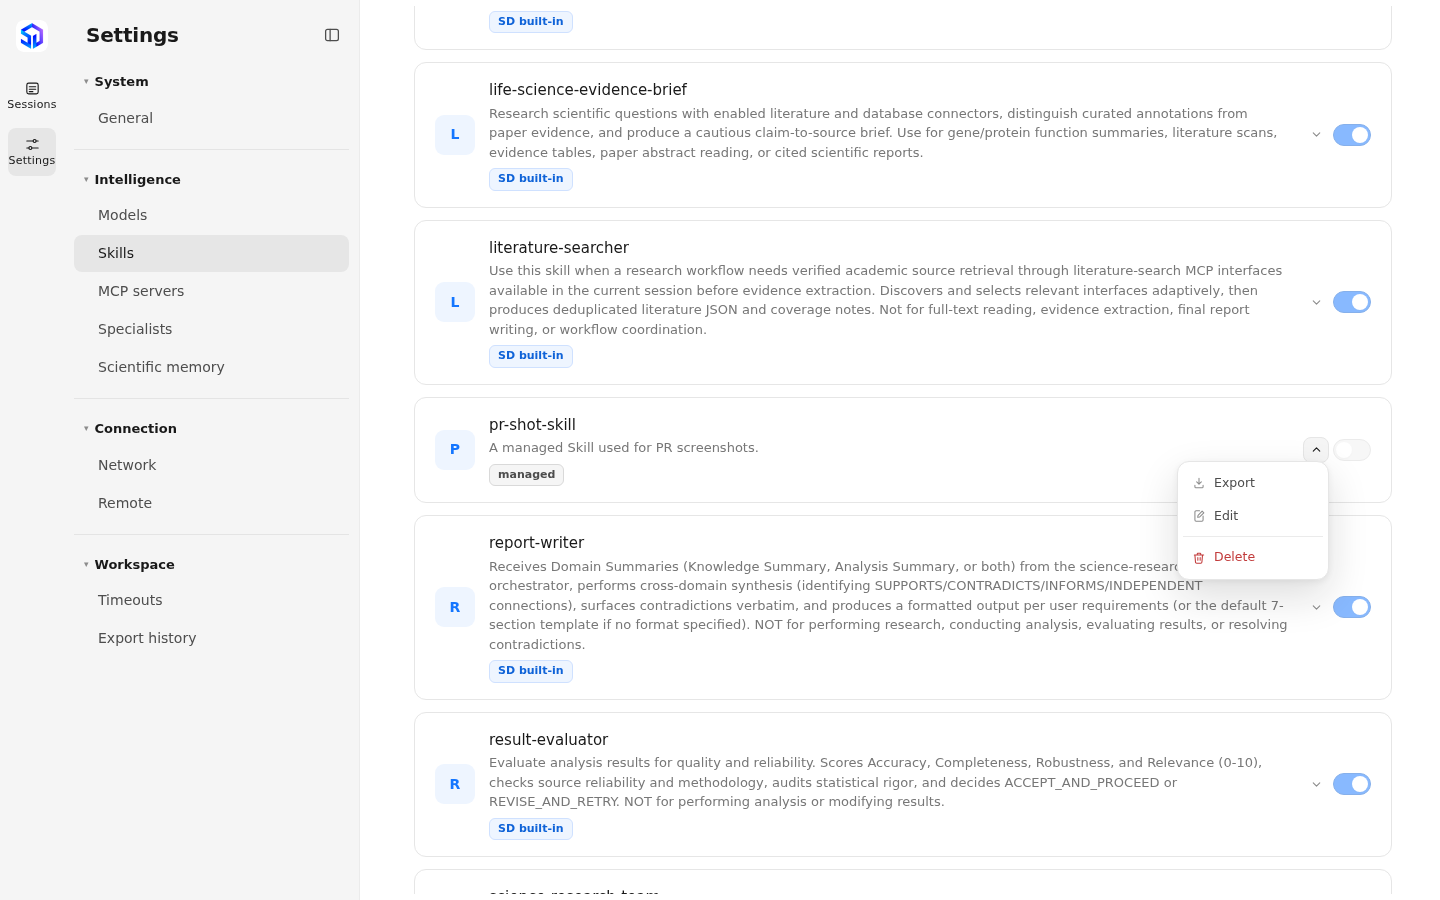 Sessions
Settings
Settings
System
General
Intelligence
Models
Skills
MCP servers
Specialists
Scientific memory
Connection
Network
Remote
Workspace
Timeouts
Export history
SD built-in
life-science-evidence-brief
L
Research scientific questions with enabled literature and database connectors, distinguish curated annotations from
paper evidence, and produce a cautious claim-to-source brief. Use for gene/protein function summaries, literature scans,
evidence tables, paper abstract reading, or cited scientific reports.
SD built-in
literature-searcher
L
Use this skill when a research workflow needs verified academic source retrieval through literature-search MCP interfaces
available in the current session before evidence extraction. Discovers and selects relevant interfaces adaptively, then
produces deduplicated literature JSON and coverage notes. Not for full-text reading, evidence extraction, final report
writing, or workflow coordination.
SD built-in
pr-shot-skill
P
A managed Skill used for PR screenshots.
managed
Export
Edit
Delete
report-writer
R
Receives Domain Summaries (Knowledge Summary, Analysis Summary, or both) from the
orchestrator, performs cross-domain synthesis (identifying SUPPORTS/CONTRADICTS/INFORMS/INDEPENDENT
connections), surfaces contradictions verbatim, and produces a formatted output per user requirements (or the default 7-
section template if no format specified). NOT for performing research, conducting analysis, evaluating results, or resolving
contradictions.
SD built-in
result-evaluator
R
Evaluate analysis results for quality and reliability. Scores Accuracy, Completeness, Robustness, and Relevance (0-10),
checks source reliability and methodology, audits statistical rigor, and decides ACCEPT_AND_PROCEED or
REVISE_AND_RETRY. NOT for performing analysis or modifying results.
SD built-in
science-research-team